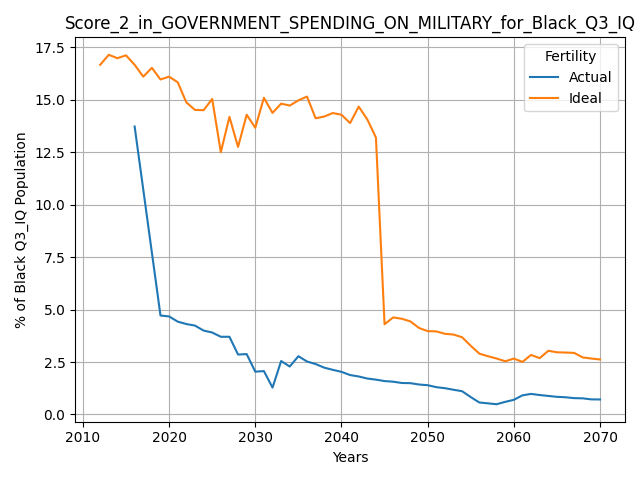 Score_2_in_GOVERNMENT_SPENDING_ON_MILITARY_for_Black_Q3_IQ
Fertility
Actual
Ideal
% of Black Q3_IQ Population
17.5
15.0
12.5
10.0
7.5
5.0
2.5
0.0
2010 2020 2030 2040 2050 2060 2070
Years